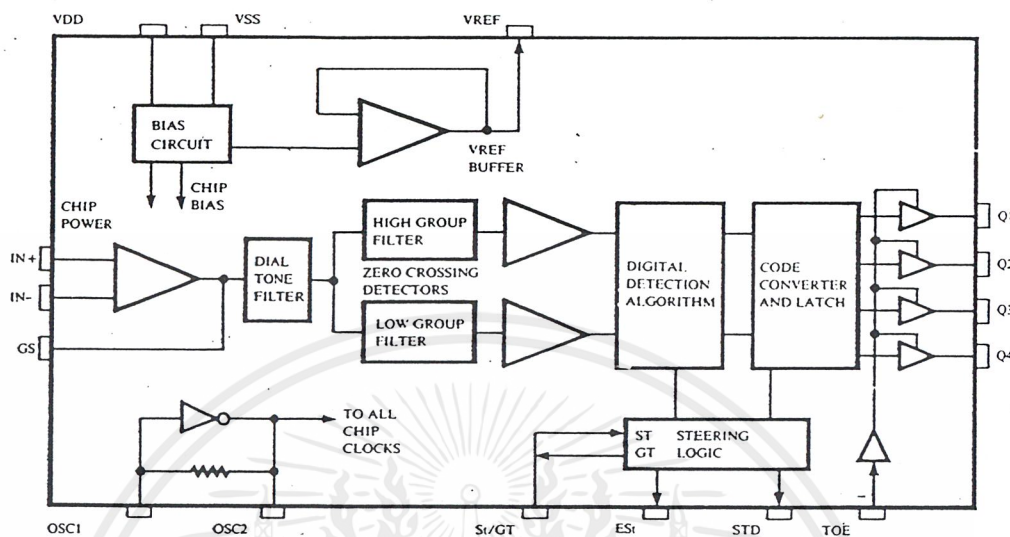 VDD
VSS
VREF
BIAS
CIRCUIT
VREF
BUFFER
CHIP
BIAS
CHIP
POWER
IN+
IN-
GS
DIAL
TONE
FILTER
HIGH GROUP
FILTER
ZERO CROSSING
DETECTORS
LOW GROUP
FILTER
DIGITAL
DETECTION
ALGORITHM
CODE
CONVERTER
AND LATCH
Q1
Q2
Q3
Q4
TO ALL
CHIP
CLOCKS
ST STEERING
GT LOGIC
OSC1
OSC2
St/GT
ESt
STD
TOE